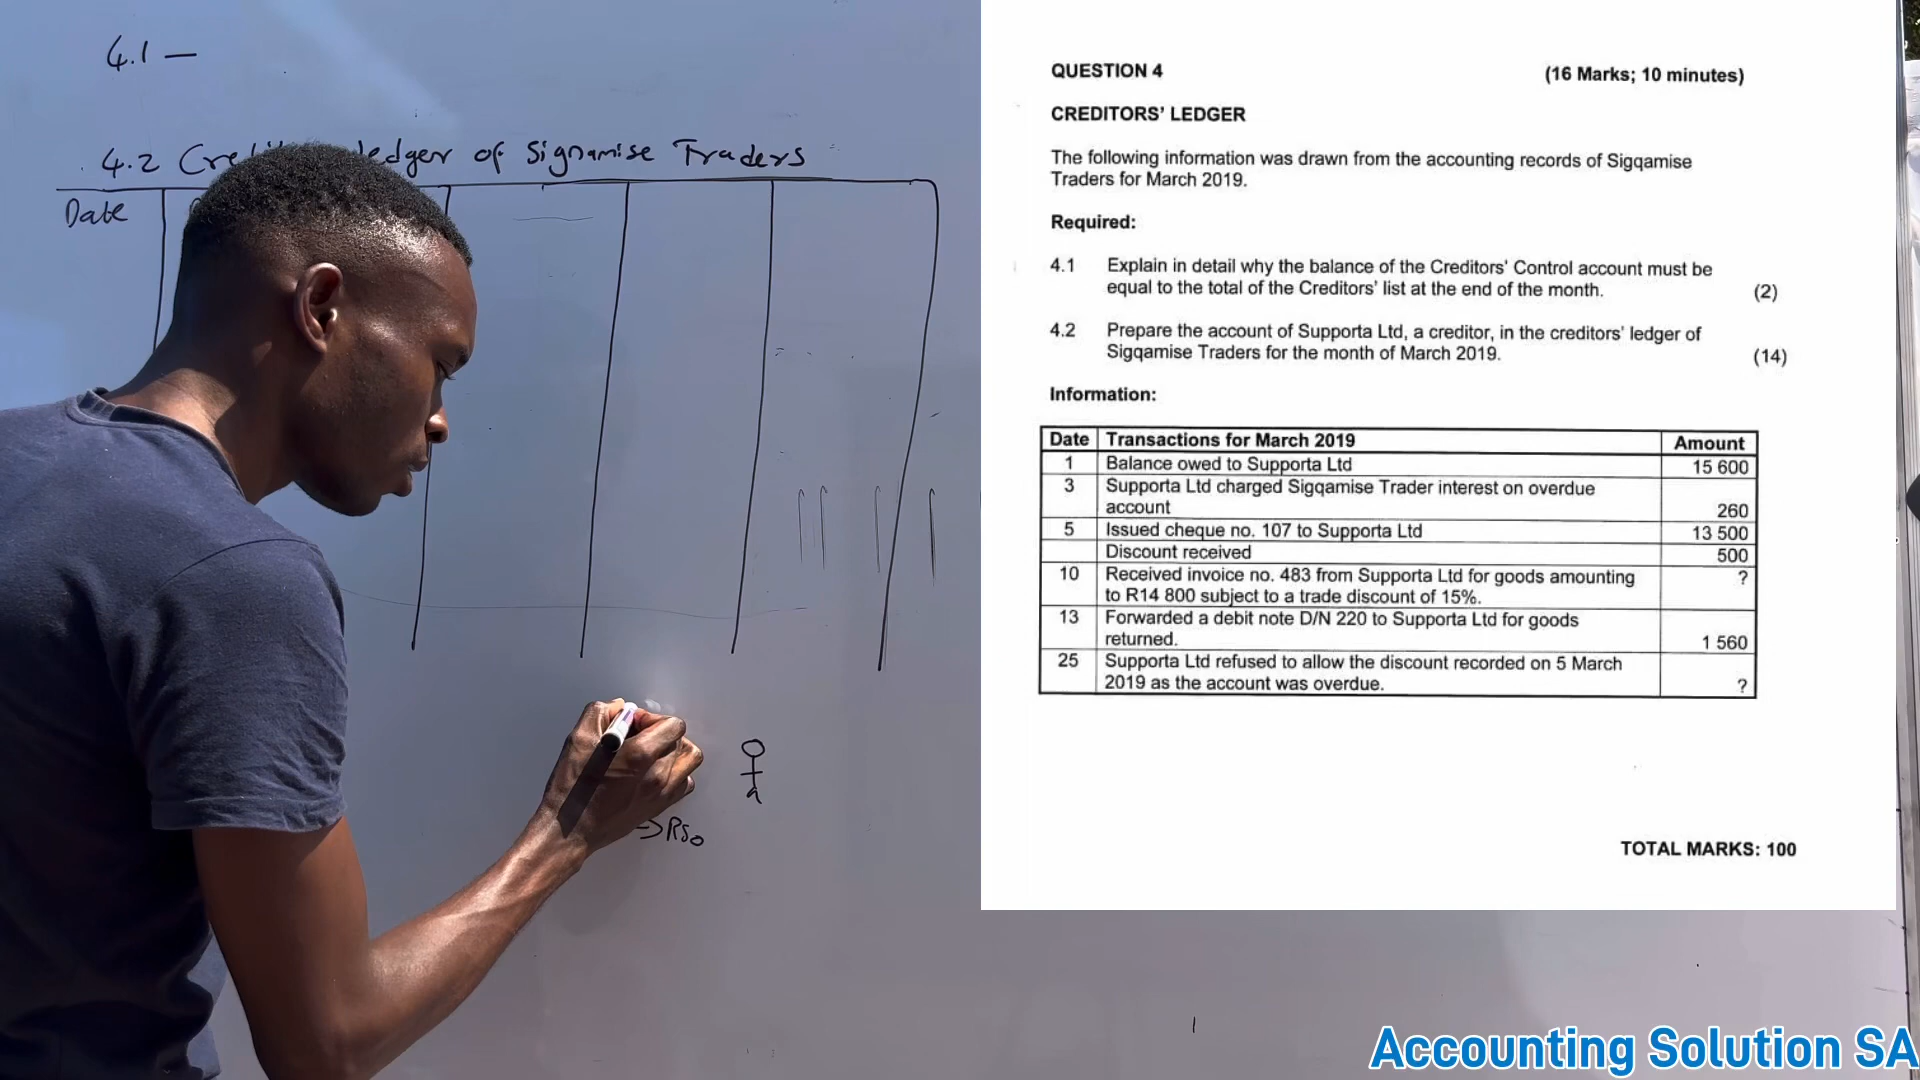 4.1 —
4.2 Cre ledger of Signamise Traders
Date
→ R50
QUESTION 4 (16 Marks; 10 minutes)
CREDITORS' LEDGER
The following information was drawn from the accounting records of Sigqamise
Traders for March 2019.
Required:
4.1 Explain in detail why the balance of the Creditors' Control account must be
equal to the total of the Creditors' list at the end of the month. (2)
4.2 Prepare the account of Supporta Ltd, a creditor, in the creditors' ledger of
Sigqamise Traders for the month of March 2019. (14)
Information:
Date Transactions for March 2019 Amount
1 Balance owed to Supporta Ltd 15 600
3 Supporta Ltd charged Sigqamise Trader interest on overdue
account 260
5 Issued cheque no. 107 to Supporta Ltd 13 500
Discount received 500
10 Received invoice no. 483 from Supporta Ltd for goods amounting ?
to R14 800 subject to a trade discount of 15%.
13 Forwarded a debit note D/N 220 to Supporta Ltd for goods
returned. 1 560
25 Supporta Ltd refused to allow the discount recorded on 5 March
2019 as the account was overdue. ?
TOTAL MARKS: 100
Accounting Solution SA